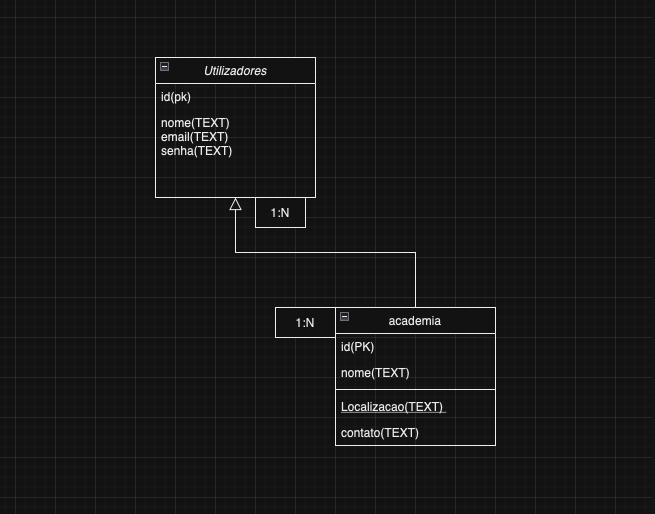 Utilizadores
id(pk)
nome(TEXT)
email(TEXT)
senha(TEXT)
1:N
1:N
academia
id(PK)
nome(TEXT)
Localizacao(TEXT)
contato(TEXT)